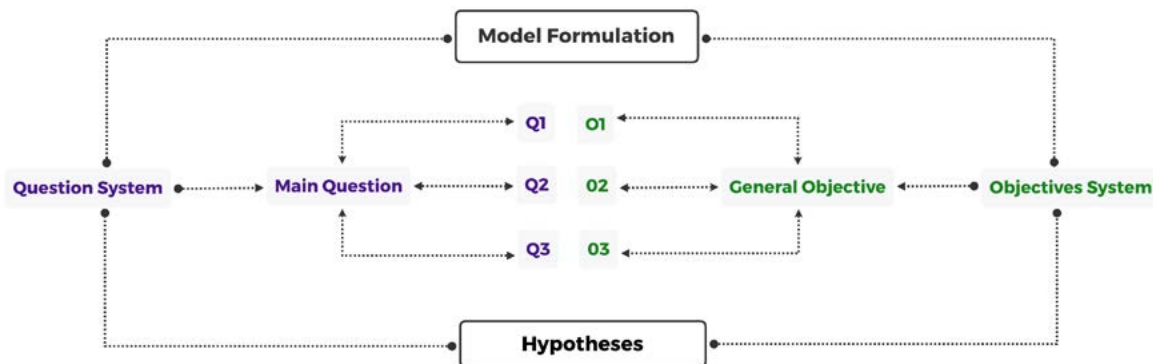 Model Formulation
Q1 O1
Question System Main Question Q2 02 General Objective Objectives System
Q3 03
Hypotheses